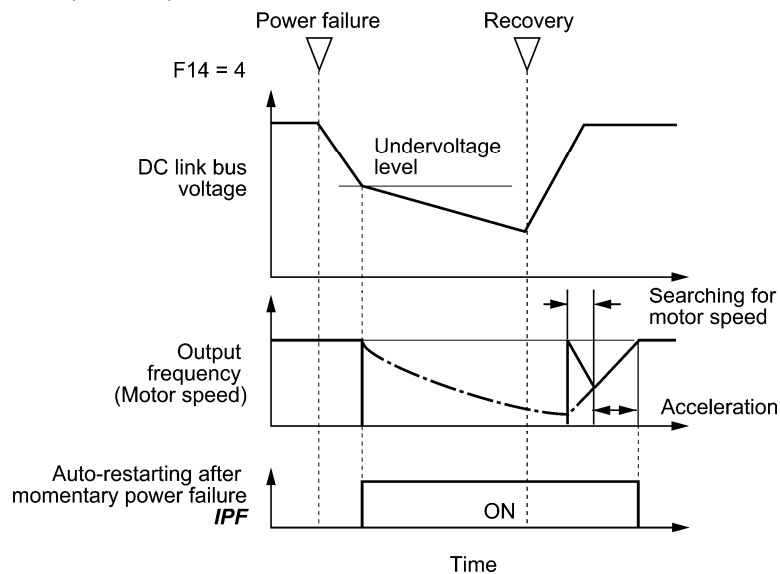 Power failure
Recovery
F14 = 4
Undervoltage
level
DC link bus
voltage
Searching for
motor speed
Output
frequency
(Motor speed)
Acceleration
Auto-restarting after
momentary power failure
IPF
ON
Time